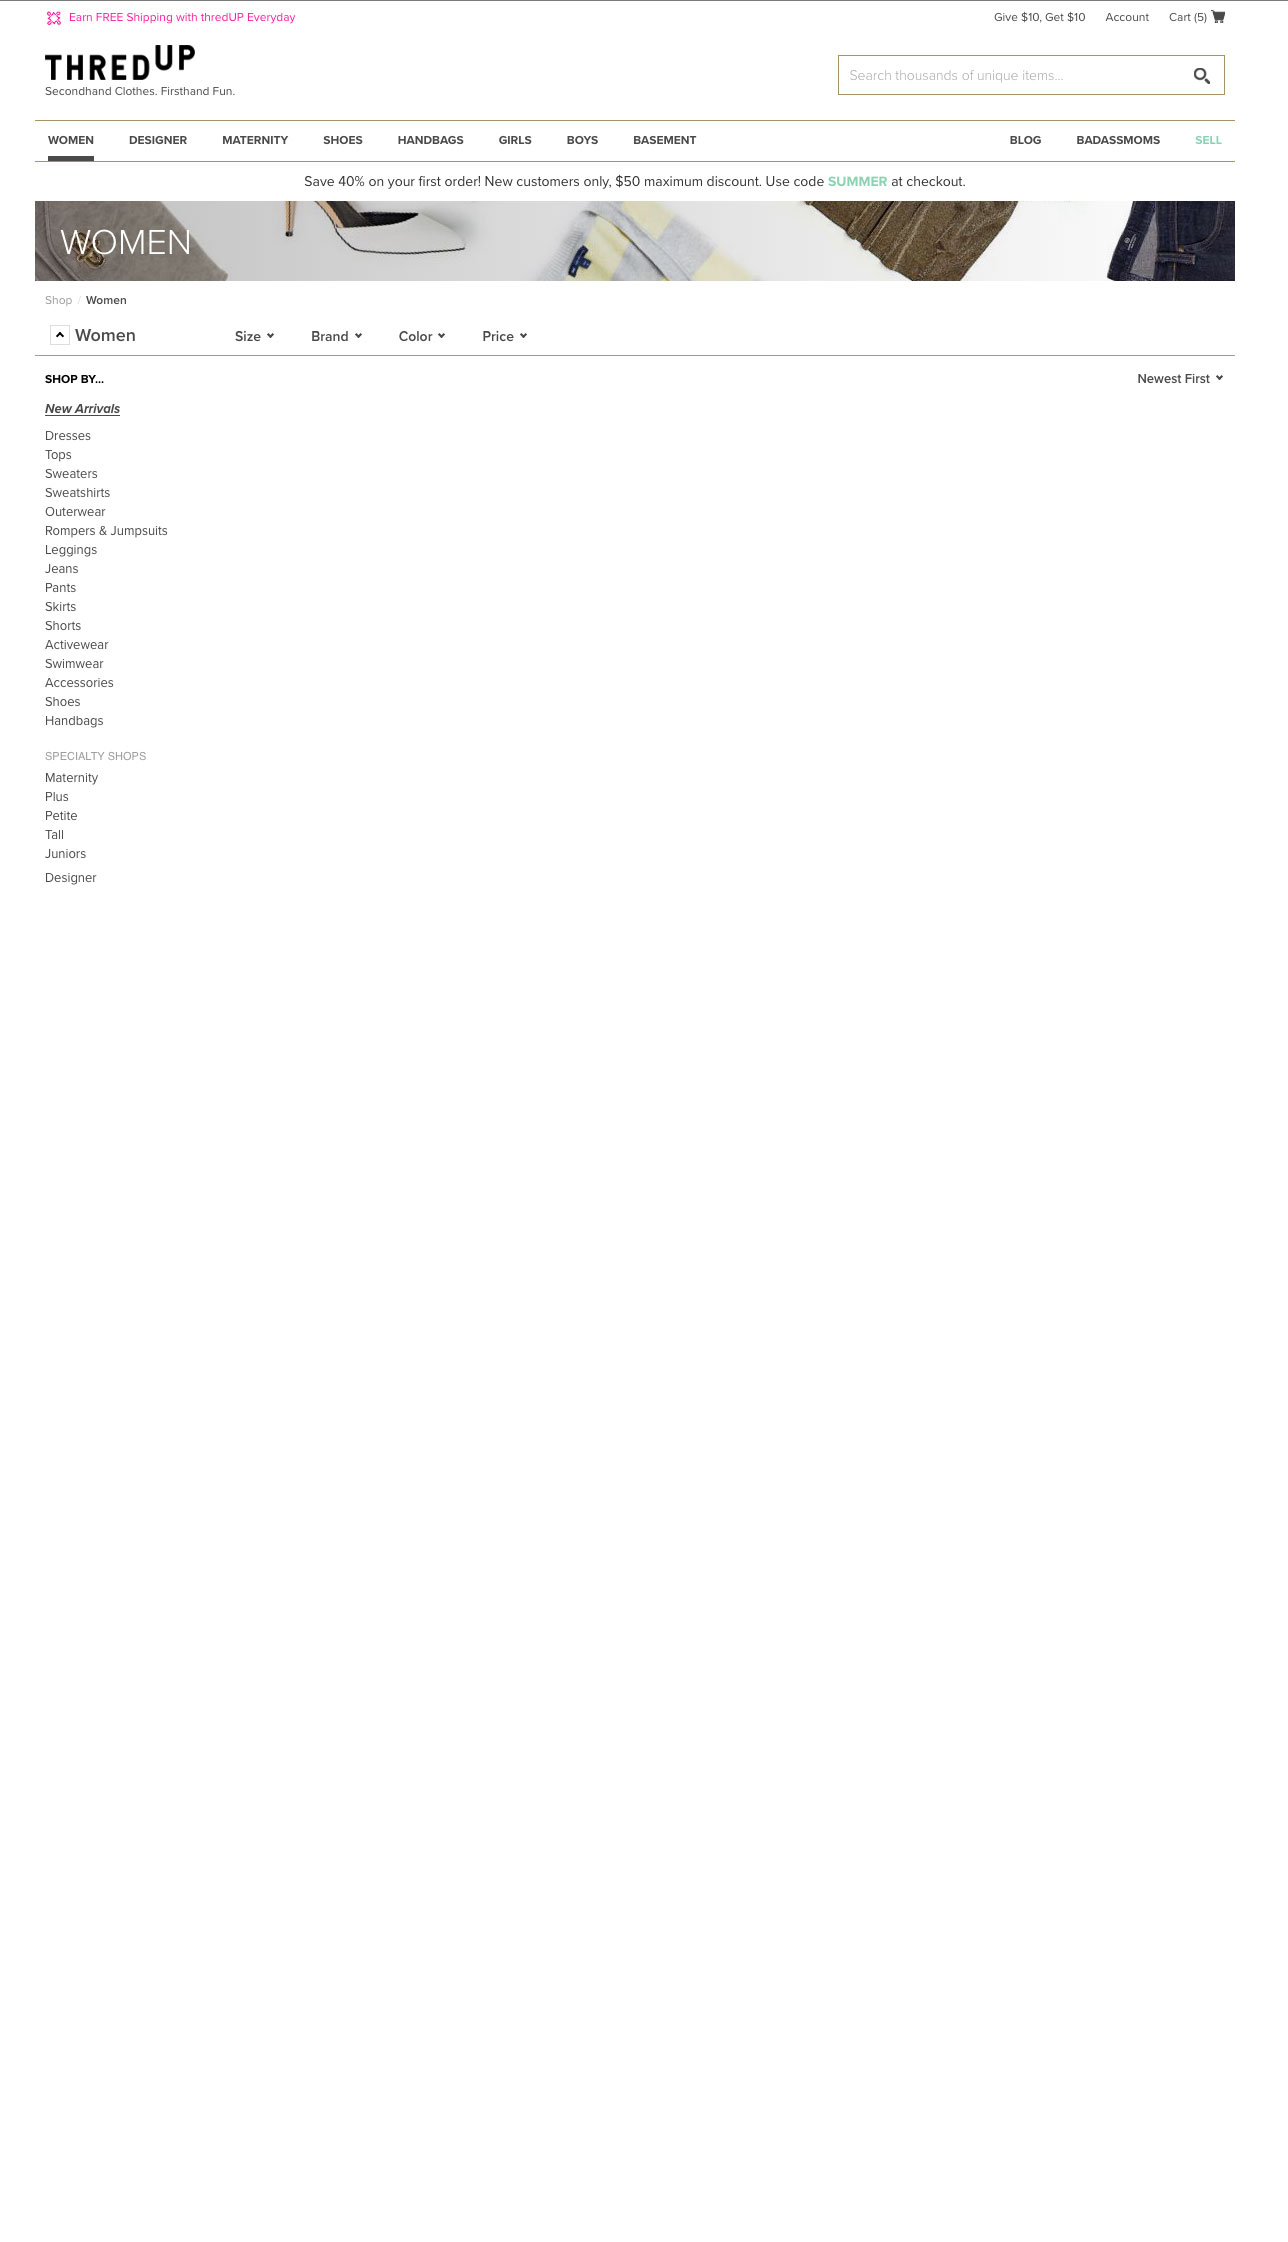 Earn FREE Shipping with thredUP Everyday
Give $10, Get $10 Account Cart (5)
THREDUP
Secondhand Clothes. Firsthand Fun.
Search thousands of unique items...
WOMEN DESIGNER MATERNITY SHOES HANDBAGS GIRLS BOYS BASEMENT BLOG BADASSMOMS SELL
Save 40% on your first order! New customers only, $50 maximum discount. Use code SUMMER at checkout.
WOMEN
Shop / Women
Women Size Brand Color Price
SHOP BY...
Newest First
New Arrivals
Dresses
Tops
Sweaters
Sweatshirts
Outerwear
Rompers & Jumpsuits
Leggings
Jeans
Pants
Skirts
Shorts
Activewear
Swimwear
Accessories
Shoes
Handbags
SPECIALTY SHOPS
Maternity
Plus
Petite
Tall
Juniors
Designer